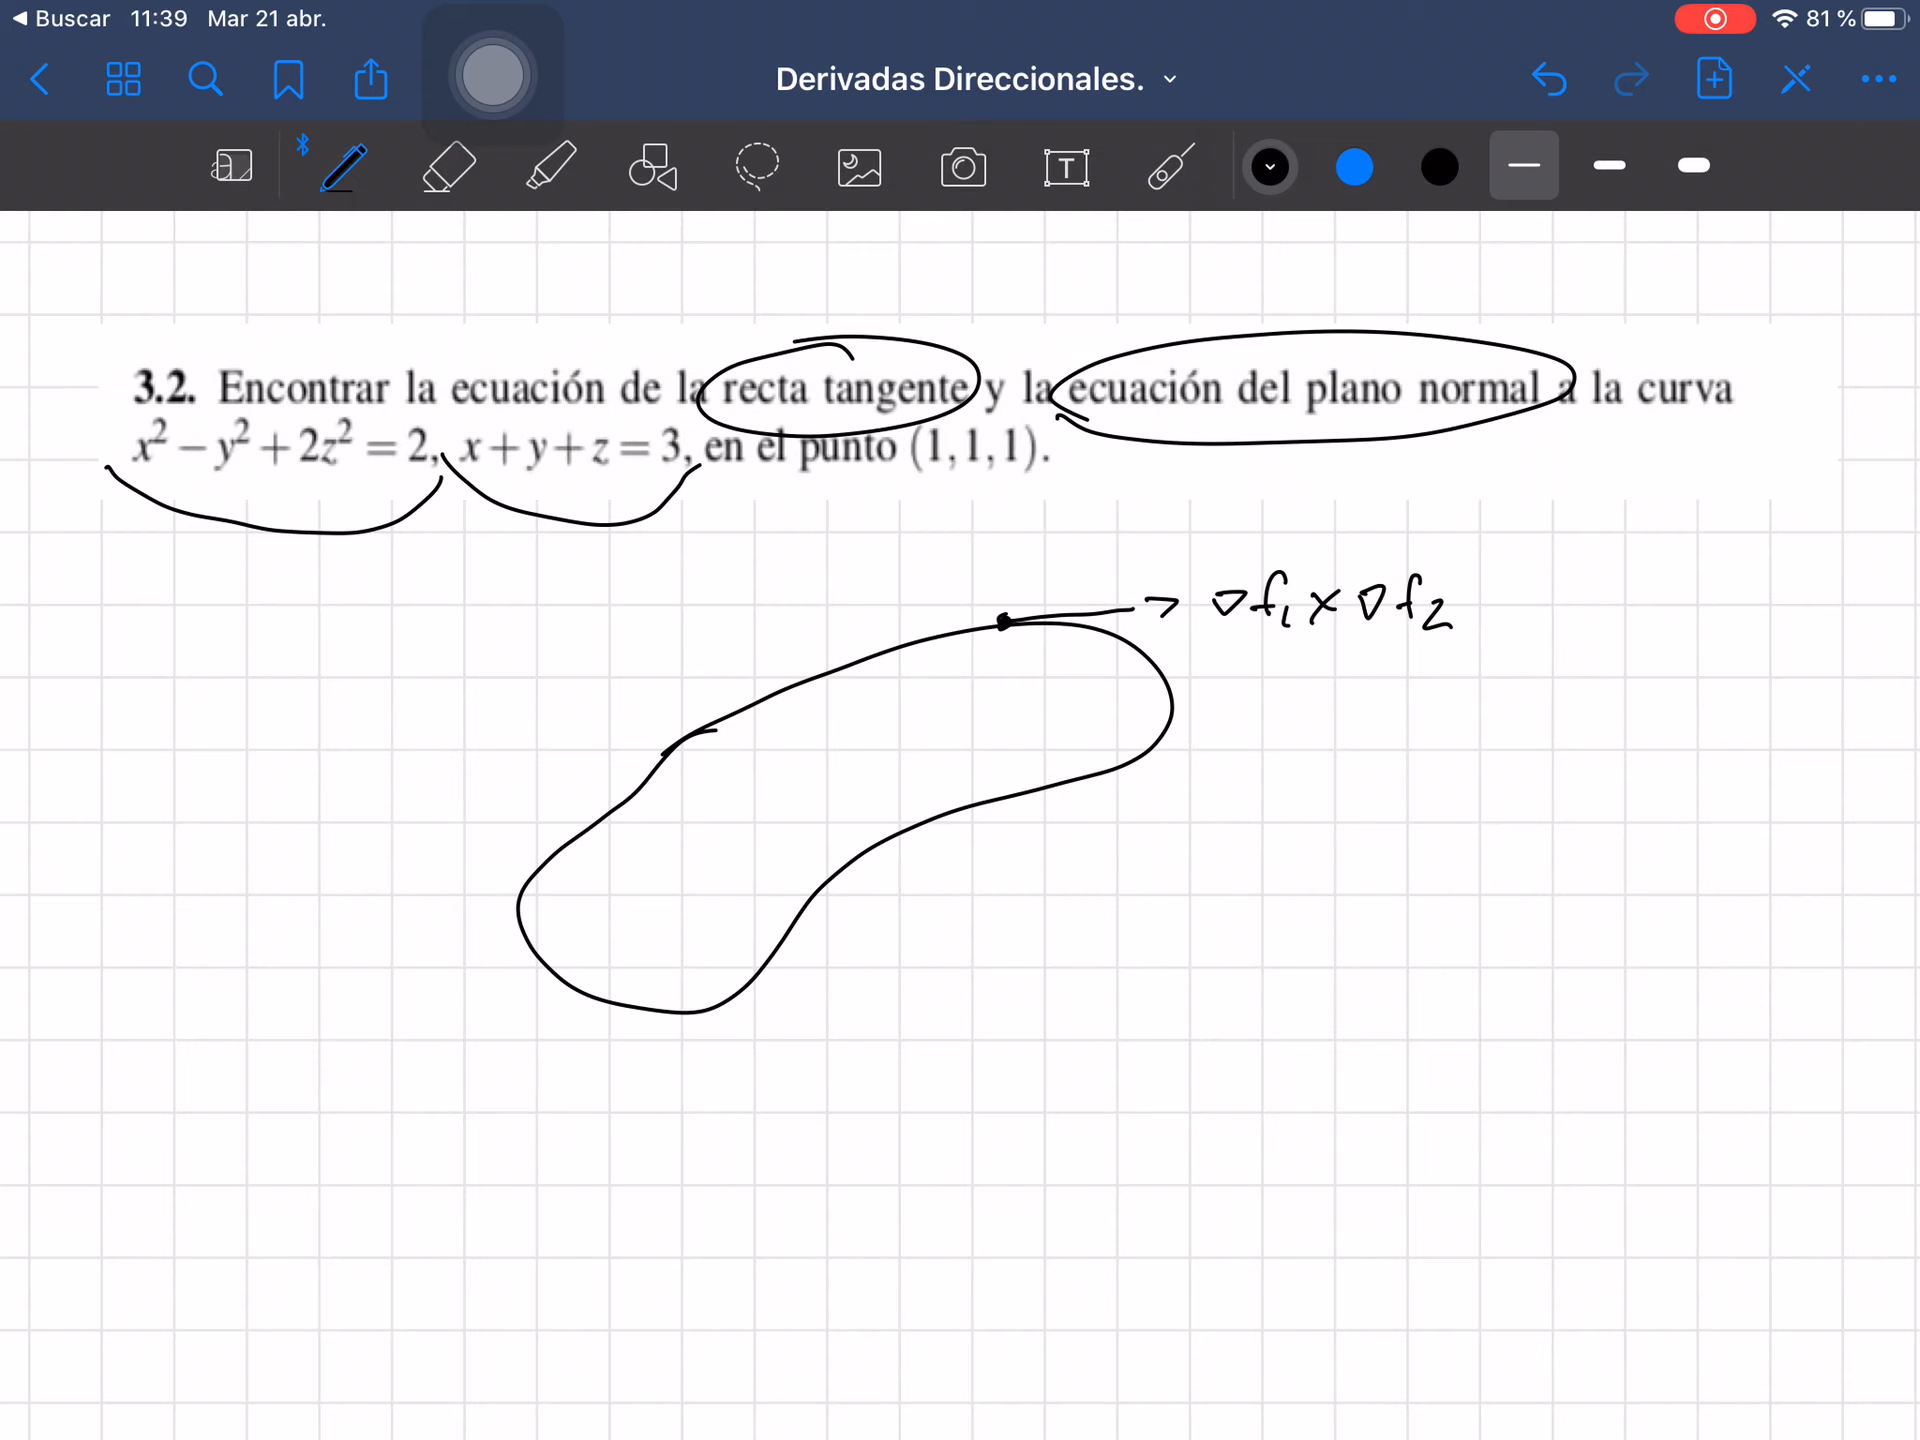 ◀ Buscar 11:39 Mar 21 abr. 81 %
Derivadas Direccionales.
3.2. Encontrar la ecuación de la recta tangente y la ecuación del plano normal a la curva
x² − y² + 2z² = 2, x + y + z = 3, en el punto (1, 1, 1).
∇f₁ × ∇f₂